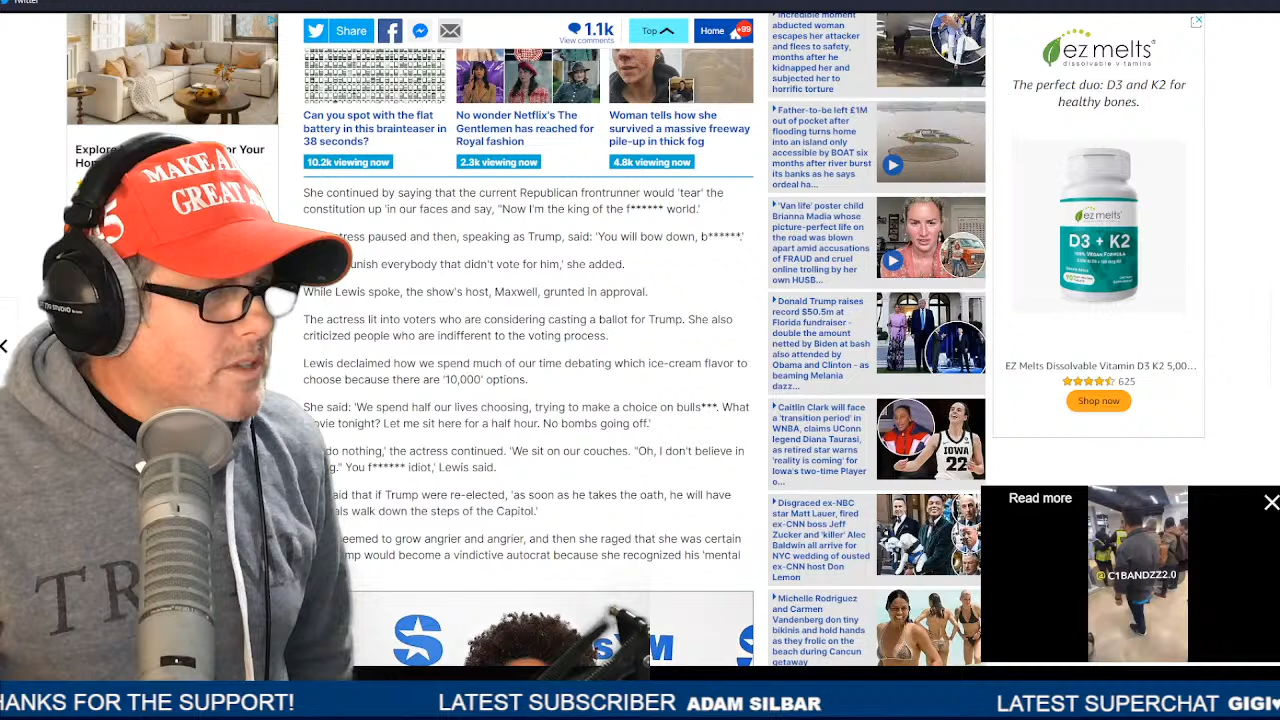 Twitter
Share
1.1k
View comments
Top
Home
+99
Can you spot with the flat
battery in this brainteaser in
38 seconds?
10.2k viewing now
No wonder Netflix's The
Gentlemen has reached for
Royal fashion
2.3k viewing now
Woman tells how she
survived a massive freeway
pile-up in thick fog
4.8k viewing now
She continued by saying that the current Republican frontrunner would 'tear' the
constitution up 'in our faces and say, "Now I'm the king of the f****** world.'
paused and then, speaking as Trump, said: 'You will bow down, b******.'
everybody that didn't vote for him,' she added.
While Lewis spoke, the show's host, Maxwell, grunted in approval.
The actress lit into voters who are considering casting a ballot for Trump. She also
criticized people who are indifferent to the voting process.
Lewis declaimed how we spend much of our time debating which ice-cream flavor to
choose because there are '10,000' options.
She said: 'We spend half our lives choosing, trying to make a choice on bulls***. What
tonight? Let me sit here for a half hour. No bombs going off.'
do nothing,' the actress continued. 'We sit on our couches. "Oh, I don't believe in
You f****** idiot,' Lewis said.
that if Trump were re-elected, 'as soon as he takes the oath, he will have
walk down the steps of the Capitol.'
to grow angrier and angrier, and then she raged that she was certain
would become a vindictive autocrat because she recognized his 'mental
incredible moment
abducted woman
escapes her attacker
and flees to safety,
months after he
kidnapped her and
subjected her to
horrific torture
Father-to-be left £1M
out of pocket after
flooding turns home
into an island only
accessible by BOAT six
months after river burst
its banks as he says
ordeal ha...
'Van life' poster child
Brianna Madia whose
picture-perfect life on
the road was blown
apart amid accusations
of FRAUD and cruel
online trolling by her
own HUSB...
Donald Trump raises
record $50.5m at
Florida fundraiser -
double the amount
netted by Biden at bash
also attended by
Obama and Clinton - as
beaming Melania
dazz...
Caitlin Clark will face
a 'transition period' in
WNBA, claims UConn
legend Diana Taurasi,
as retired star warns
'reality is coming' for
Iowa's two-time Player
o...
IOWA
22
Disgraced ex-NBC
star Matt Lauer, fired
ex-CNN boss Jeff
Zucker and 'killer' Alec
Baldwin all arrive for
NYC wedding of ousted
ex-CNN host Don
Lemon
Michelle Rodriguez
and Carmen
Vandenberg don tiny
bikinis and hold hands
as they frolic on the
beach during Cancun
getaway
ez melts
dissolvable vitamins
The perfect duo: D3 and K2 for
healthy bones.
ez melts
D3 + K2
EZ Melts Dissolvable Vitamin D3 K2 5,00...
625
Shop now
Read more
@C1BANDZZ2.0
MAKE
GREAT
HANKS FOR THE SUPPORT!
LATEST SUBSCRIBER ADAM SILBAR
LATEST SUPERCHAT GIGI